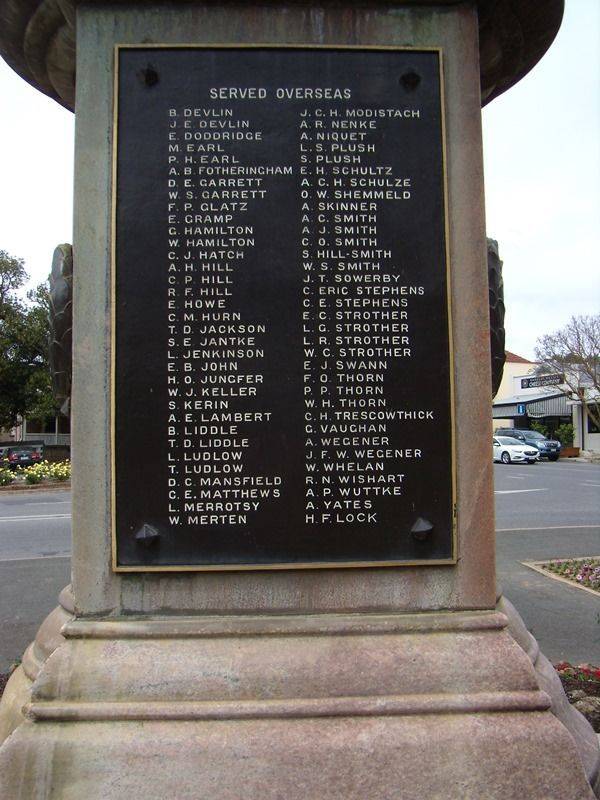 SERVED OVERSEAS
B. DEVLIN
J. E. DEVLIN
E. DODDRIDGE
M. EARL
P. H. EARL
A. B. FOTHERINGHAM
D. E. GARRETT
W. S. GARRETT
F. P. GLATZ
E. GRAMP
G. HAMILTON
W. HAMILTON
C. J. HATCH
A. H. HILL
C. P. HILL
R. F. HILL
E. HOWE
C. M. HURN
T. D. JACKSON
S. E. JANTKE
L. JENKINSON
E. B. JOHN
H. O. JUNGFER
W. J. KELLER
S. KERIN
A. E. LAMBERT
B. LIDDLE
T. D. LIDDLE
L. LUDLOW
T. LUDLOW
D. C. MANSFIELD
C. E. MATTHEWS
L. MERROTSY
W. MERTEN
J. C. H. MODISTACH
A. R. NENKE
A. NIQUET
L. S. PLUSH
S. PLUSH
E. H. SCHULTZ
A. C. H. SCHULZE
O. W. SHEMMELD
A. SKINNER
A. C. SMITH
A. J. SMITH
C. O. SMITH
S. HILL-SMITH
W. S. SMITH
J. T. SOWERBY
C. ERIC STEPHENS
C. E. STEPHENS
E. C. STROTHER
L. G. STROTHER
L. R. STROTHER
W. C. STROTHER
E. J. SWANN
F. O. THORN
P. P. THORN
W. H. THORN
C. H. TRESCOWTHICK
G. VAUGHAN
A. WEGENER
J. F. W. WEGENER
W. WHELAN
R. N. WISHART
A. P. WUTTKE
A. YATES
H. F. LOCK